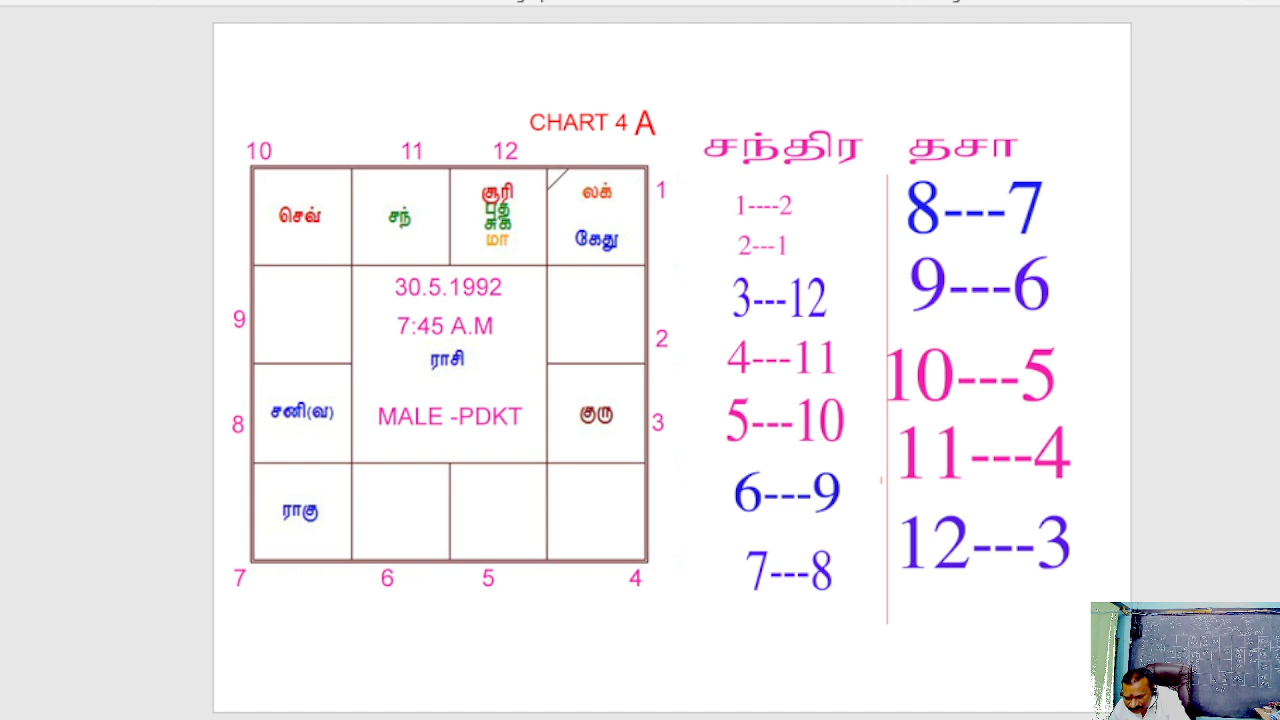 CHART 4 A
10 11 12
செவ் சந் சூரி லக் 1
புத
சுக்
மா கேது
30.5.1992
7:45 A.M
ராசி
9 2
சனி(வ) MALE -PDKT குரு
8 3
ராகு
7 6 5 4
சந்திர தசா
1----2
2---1
3---12
4---11
5---10
6---9
7---8
8---7
9---6
10---5
11---4
12---3